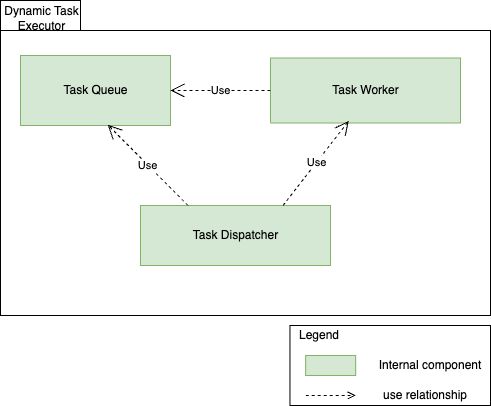 Dynamic Task
Executor
Task Queue
Use
Task Worker
Use
Use
Task Dispatcher
Legend
Internal component
use relationship